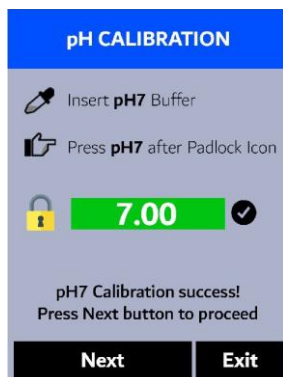 pH CALIBRATION
Insert pH7 Buffer
Press pH7 after Padlock Icon
7.00
pH7 Calibration success!
Press Next button to proceed
Next Exit